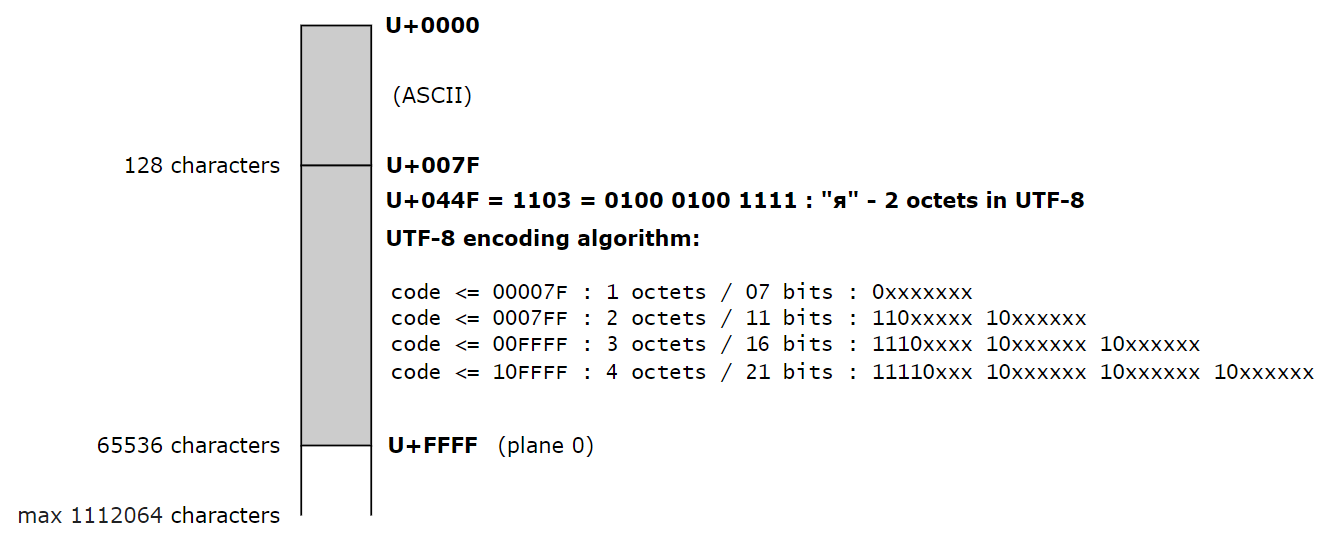 U+0000
(ASCII)
128 characters
U+007F
U+044F = 1103 = 0100 0100 1111 : "я" - 2 octets in UTF-8
UTF-8 encoding algorithm:
code <= 00007F : 1 octets / 07 bits : 0xxxxxxx
code <= 0007FF : 2 octets / 11 bits : 110xxxxx 10xxxxxx
code <= 00FFFF : 3 octets / 16 bits : 1110xxxx 10xxxxxx 10xxxxxx
code <= 10FFFF : 4 octets / 21 bits : 11110xxx 10xxxxxx 10xxxxxx 10xxxxxx
65536 characters
U+FFFF (plane 0)
max 1112064 characters